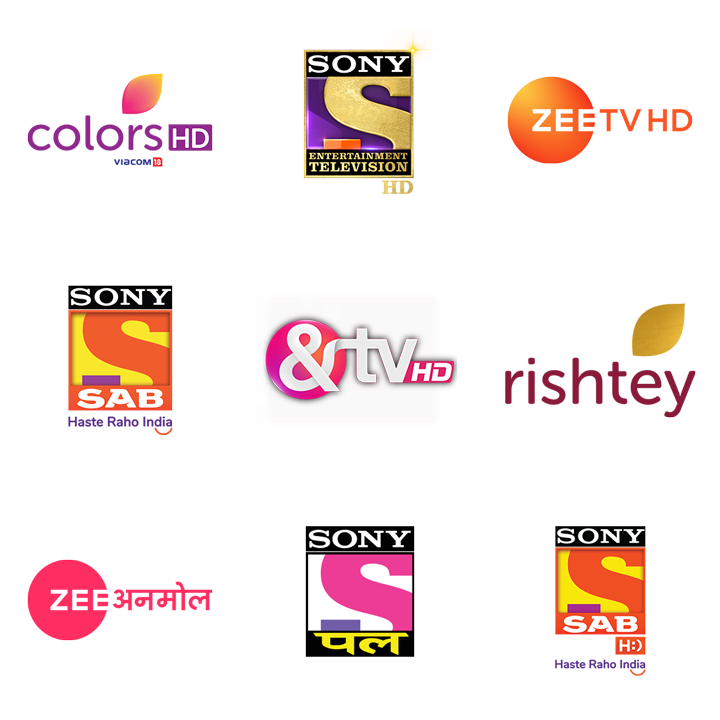 colors HD
VIACOM 18
SONY
ENTERTAINMENT
TELEVISION
HD
ZEE TV HD
SONY
SAB
Haste Raho India
&tv HD
rishtey
ZEE अनमोल
SONY
पल
SONY
SAB
H:)
Haste Raho India